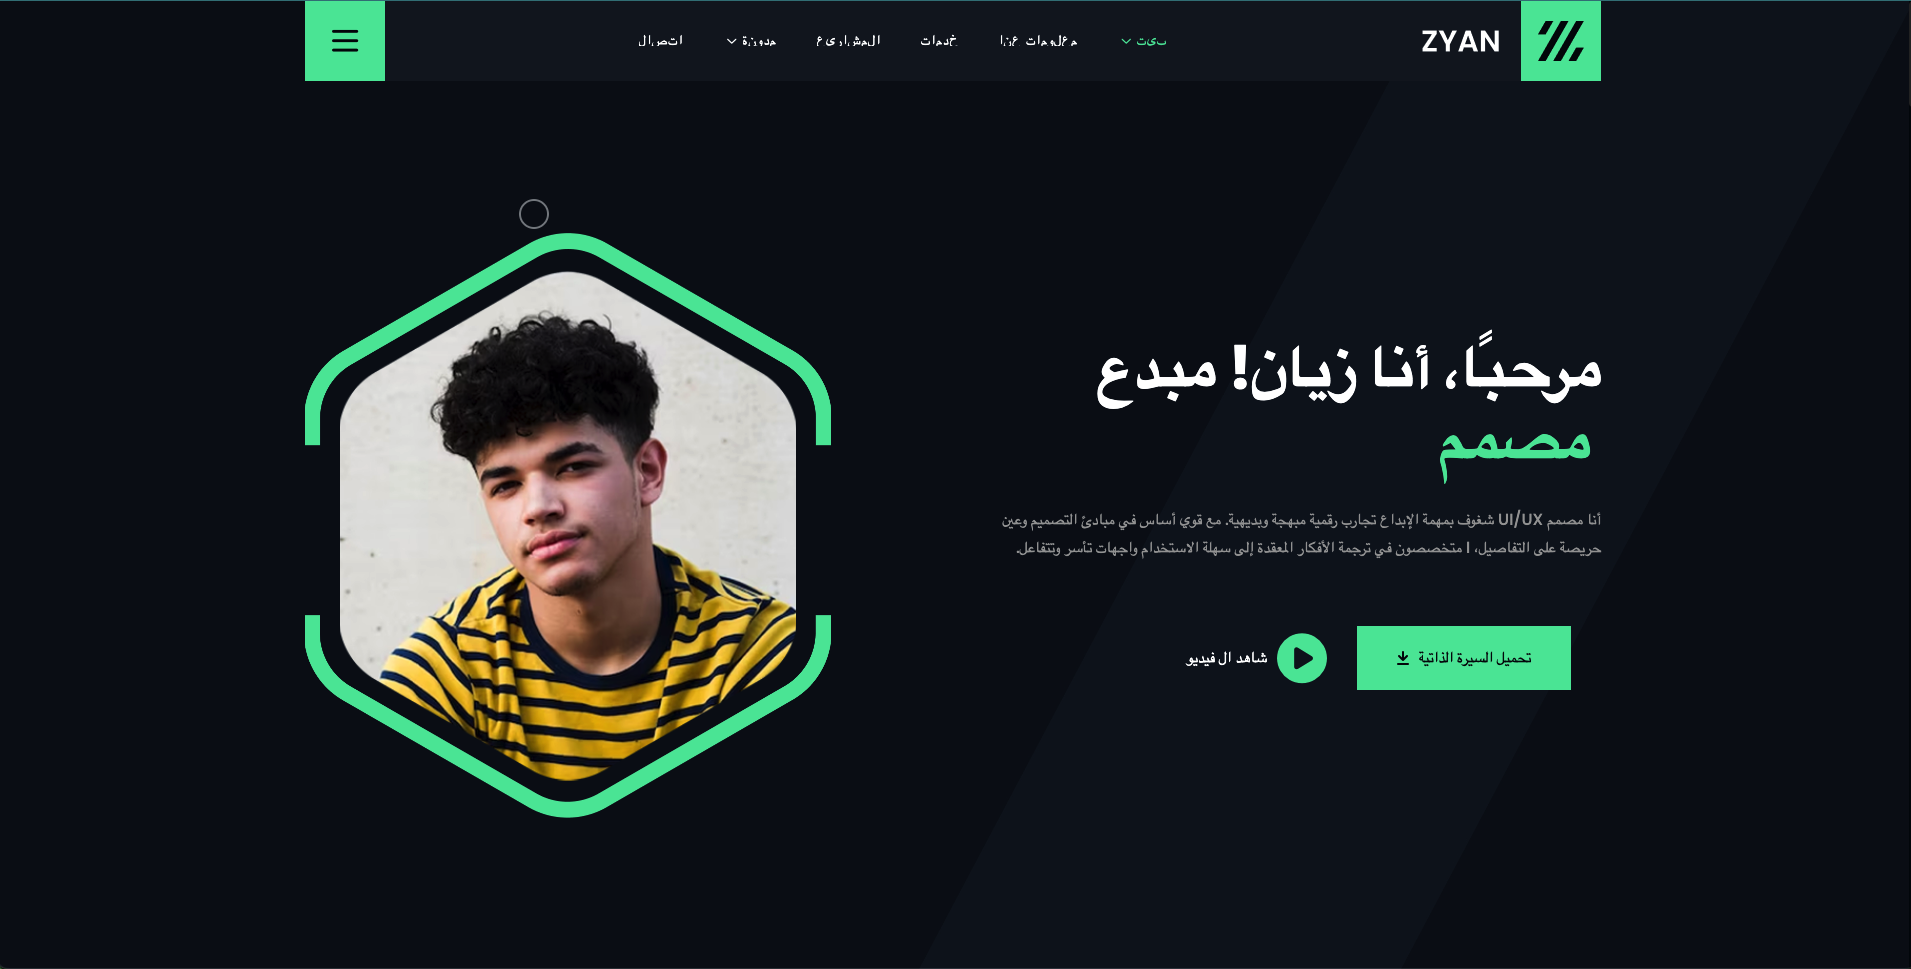 ZYAN
بيت
معلومات عنا
خدمات
المشاريع
مدونة
اتصال
مرحبًا، أنا زيان! مبدع
مصمم
أنا مصمم UI/UX شغوف بمهمة الإبداع تجارب رقمية مبهجة وبديهية. مع قوي أساس في مبادئ التصميم وعين
حريصة على التفاصيل، I متخصصون في ترجمة الأفكار المعقدة إلى سهلة الاستخدام واجهات تأسر وتتفاعل.
تحميل السيرة الذاتية
شاهد ال فيديو